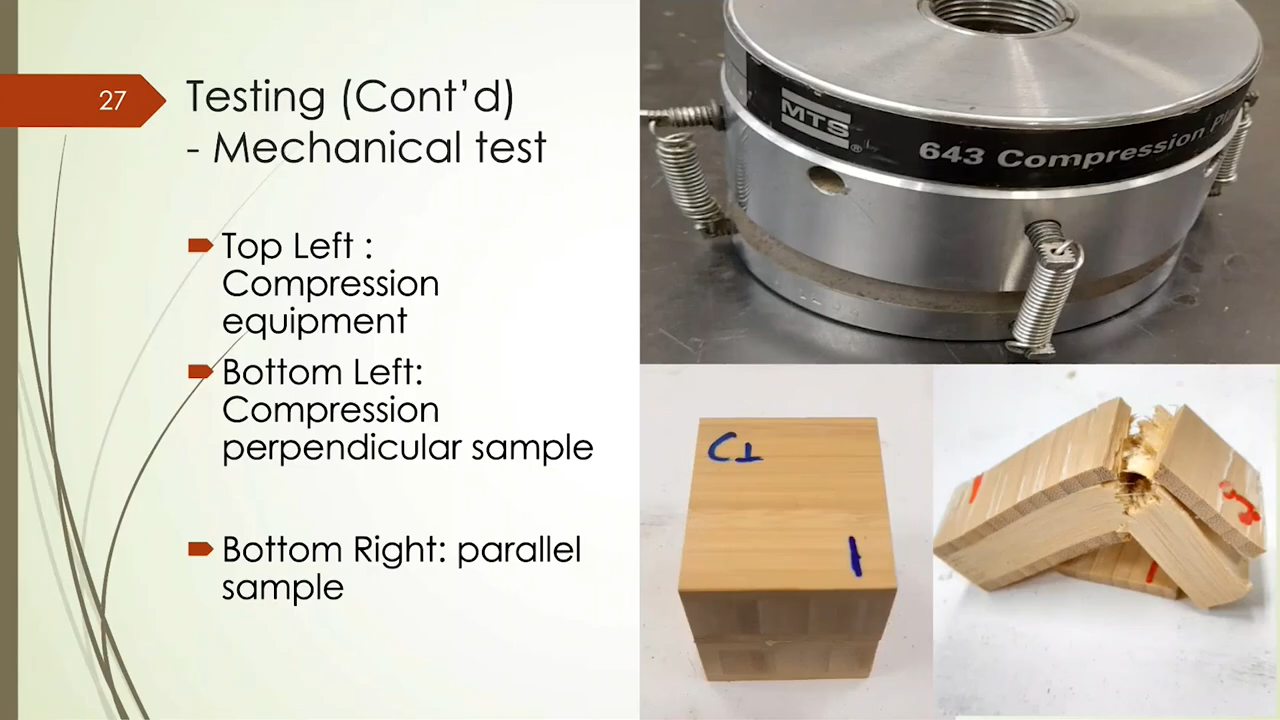 27
Testing (Cont’d)
- Mechanical test
Top Left :
Compression
equipment
Bottom Left:
Compression
perpendicular sample
Bottom Right: parallel
sample
MTS
®
643 Compression
C⊥
1